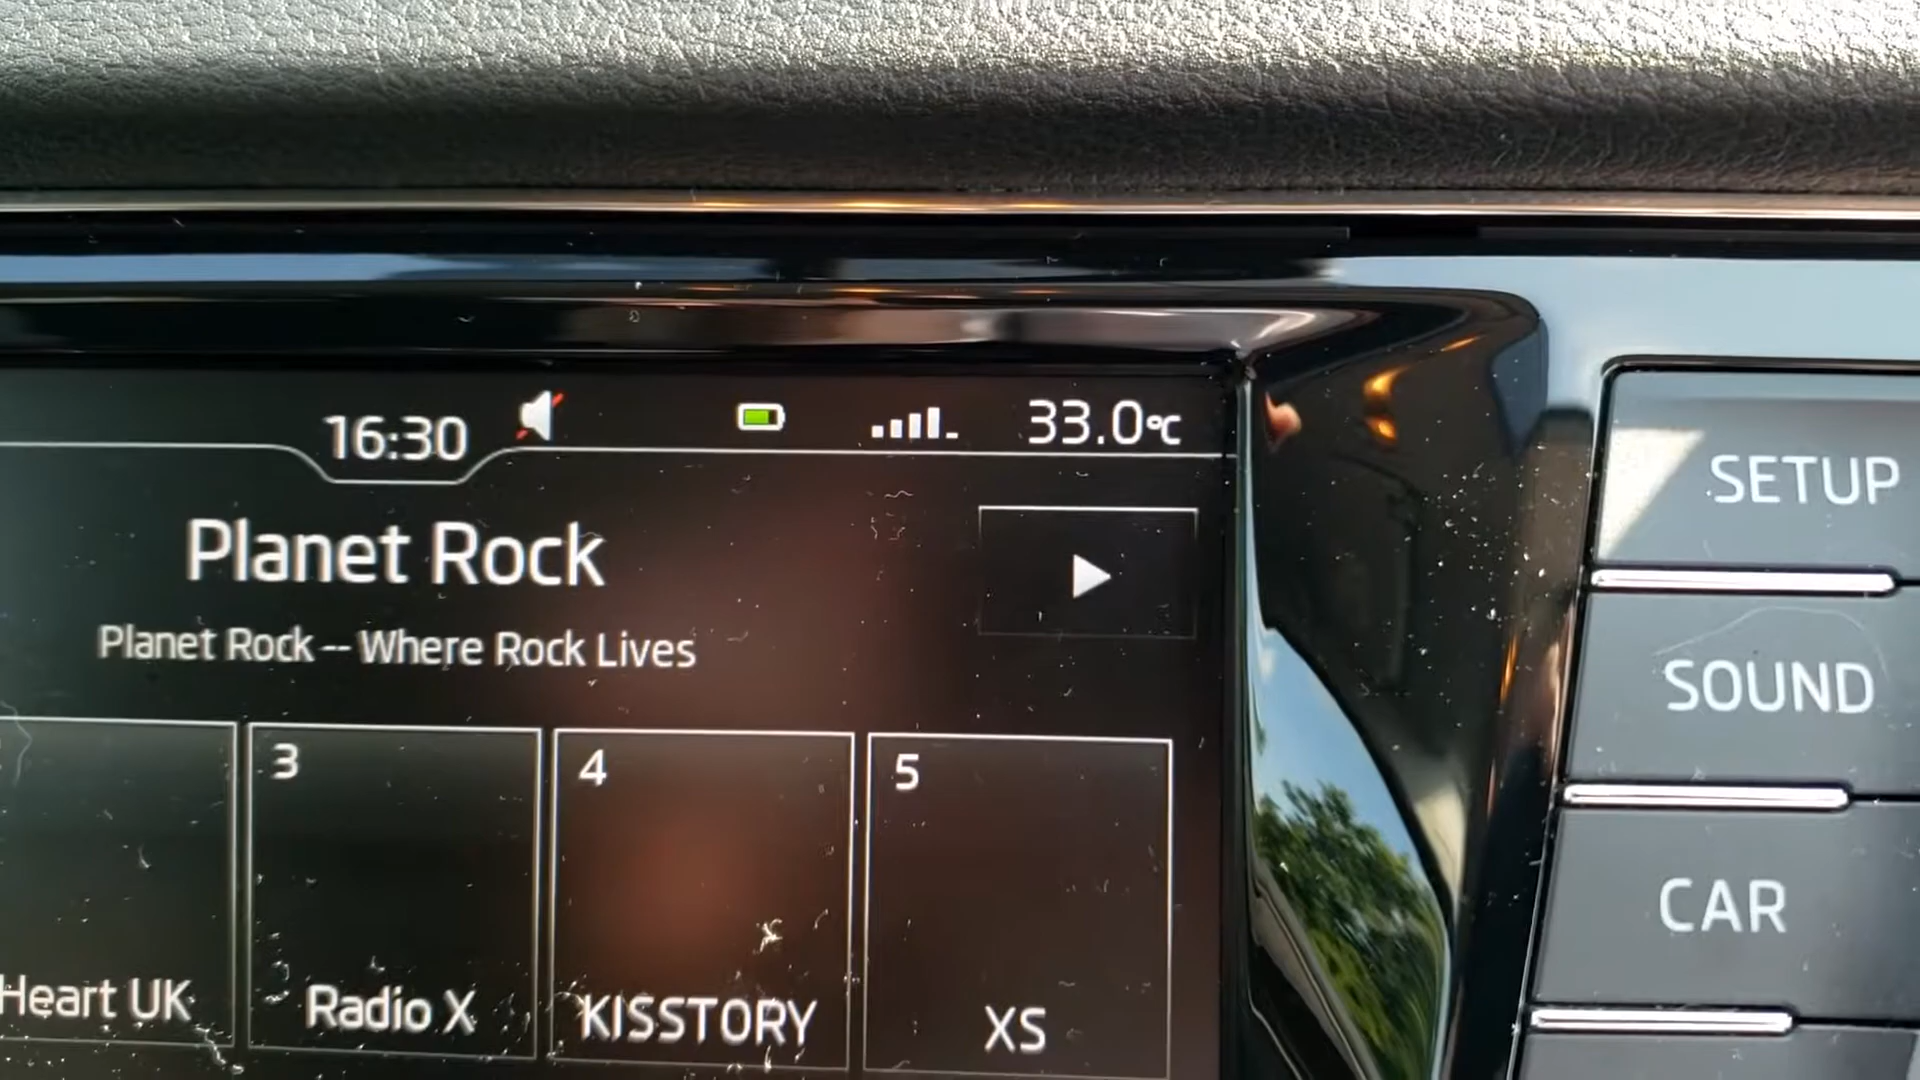 16:30
33.0°C
Planet Rock
Planet Rock -- Where Rock Lives
3
4
5
Heart UK
Radio X
KISSTORY
XS
SETUP
SOUND
CAR